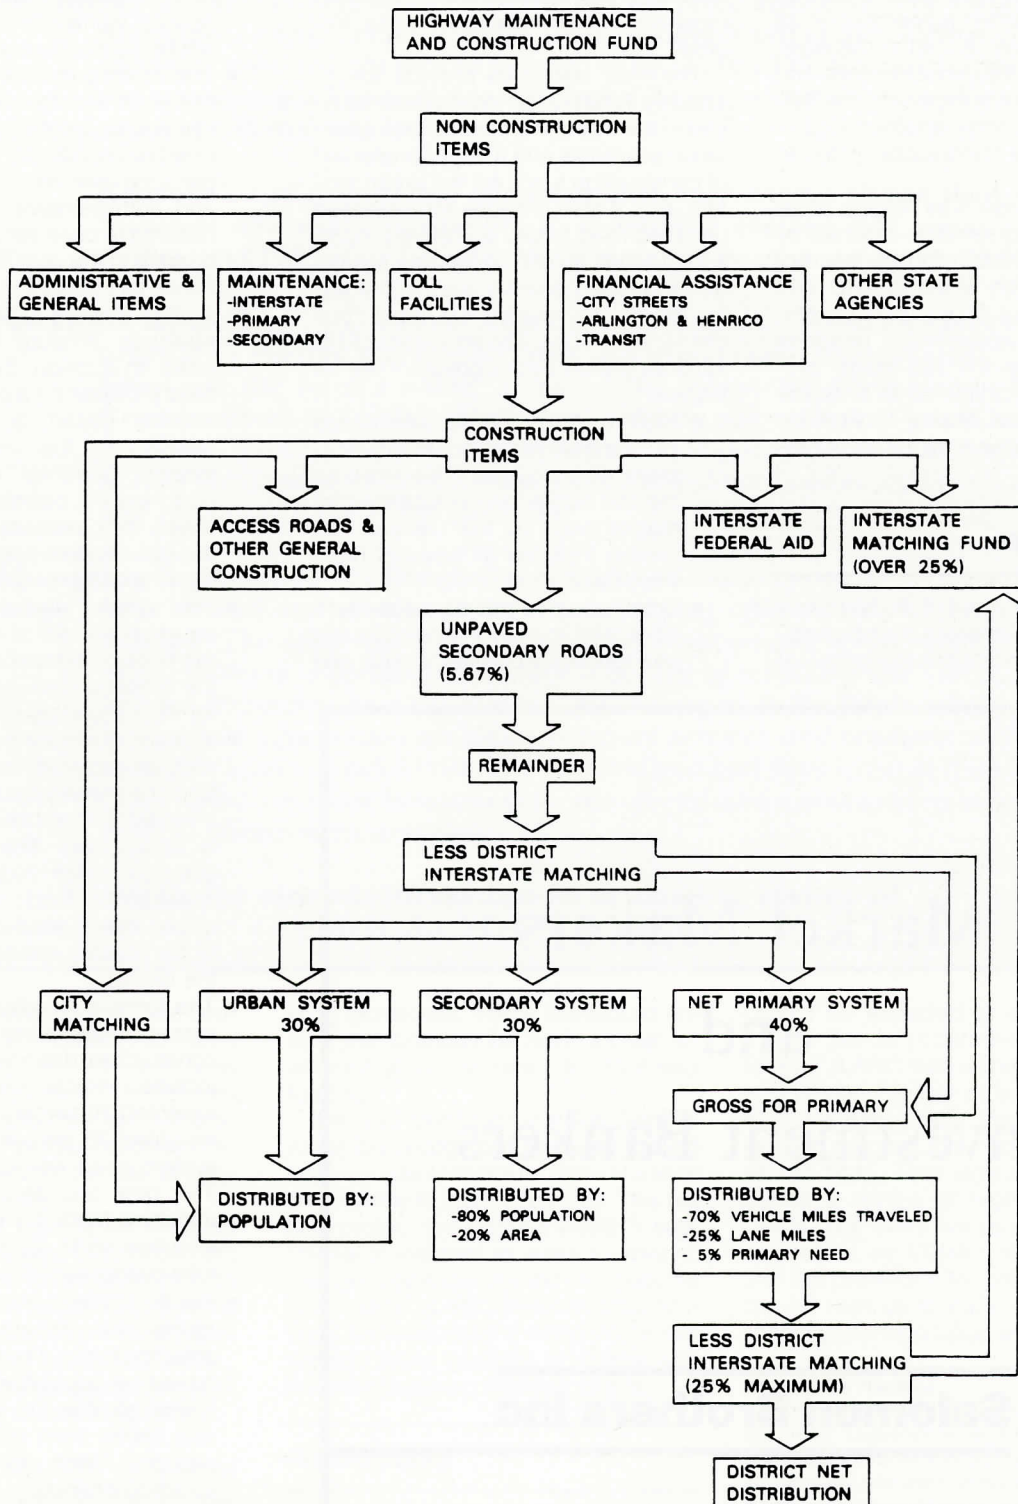 HIGHWAY MAINTENANCE
AND CONSTRUCTION FUND
NON CONSTRUCTION
ITEMS
ADMINISTRATIVE &
GENERAL ITEMS
MAINTENANCE:
-INTERSTATE
-PRIMARY
-SECONDARY
TOLL
FACILITIES
FINANCIAL ASSISTANCE
-CITY STREETS
-ARLINGTON & HENRICO
-TRANSIT
OTHER STATE
AGENCIES
CONSTRUCTION
ITEMS
ACCESS ROADS &
OTHER GENERAL
CONSTRUCTION
INTERSTATE
FEDERAL AID
INTERSTATE
MATCHING FUND
(OVER 25%)
UNPAVED
SECONDARY ROADS
(5.67%)
REMAINDER
LESS DISTRICT
INTERSTATE MATCHING
CITY
MATCHING
URBAN SYSTEM
30%
SECONDARY SYSTEM
30%
NET PRIMARY SYSTEM
40%
GROSS FOR PRIMARY
DISTRIBUTED BY:
POPULATION
DISTRIBUTED BY:
-80% POPULATION
-20% AREA
DISTRIBUTED BY:
-70% VEHICLE MILES TRAVELED
-25% LANE MILES
- 5% PRIMARY NEED
LESS DISTRICT
INTERSTATE MATCHING
(25% MAXIMUM)
DISTRICT NET
DISTRIBUTION